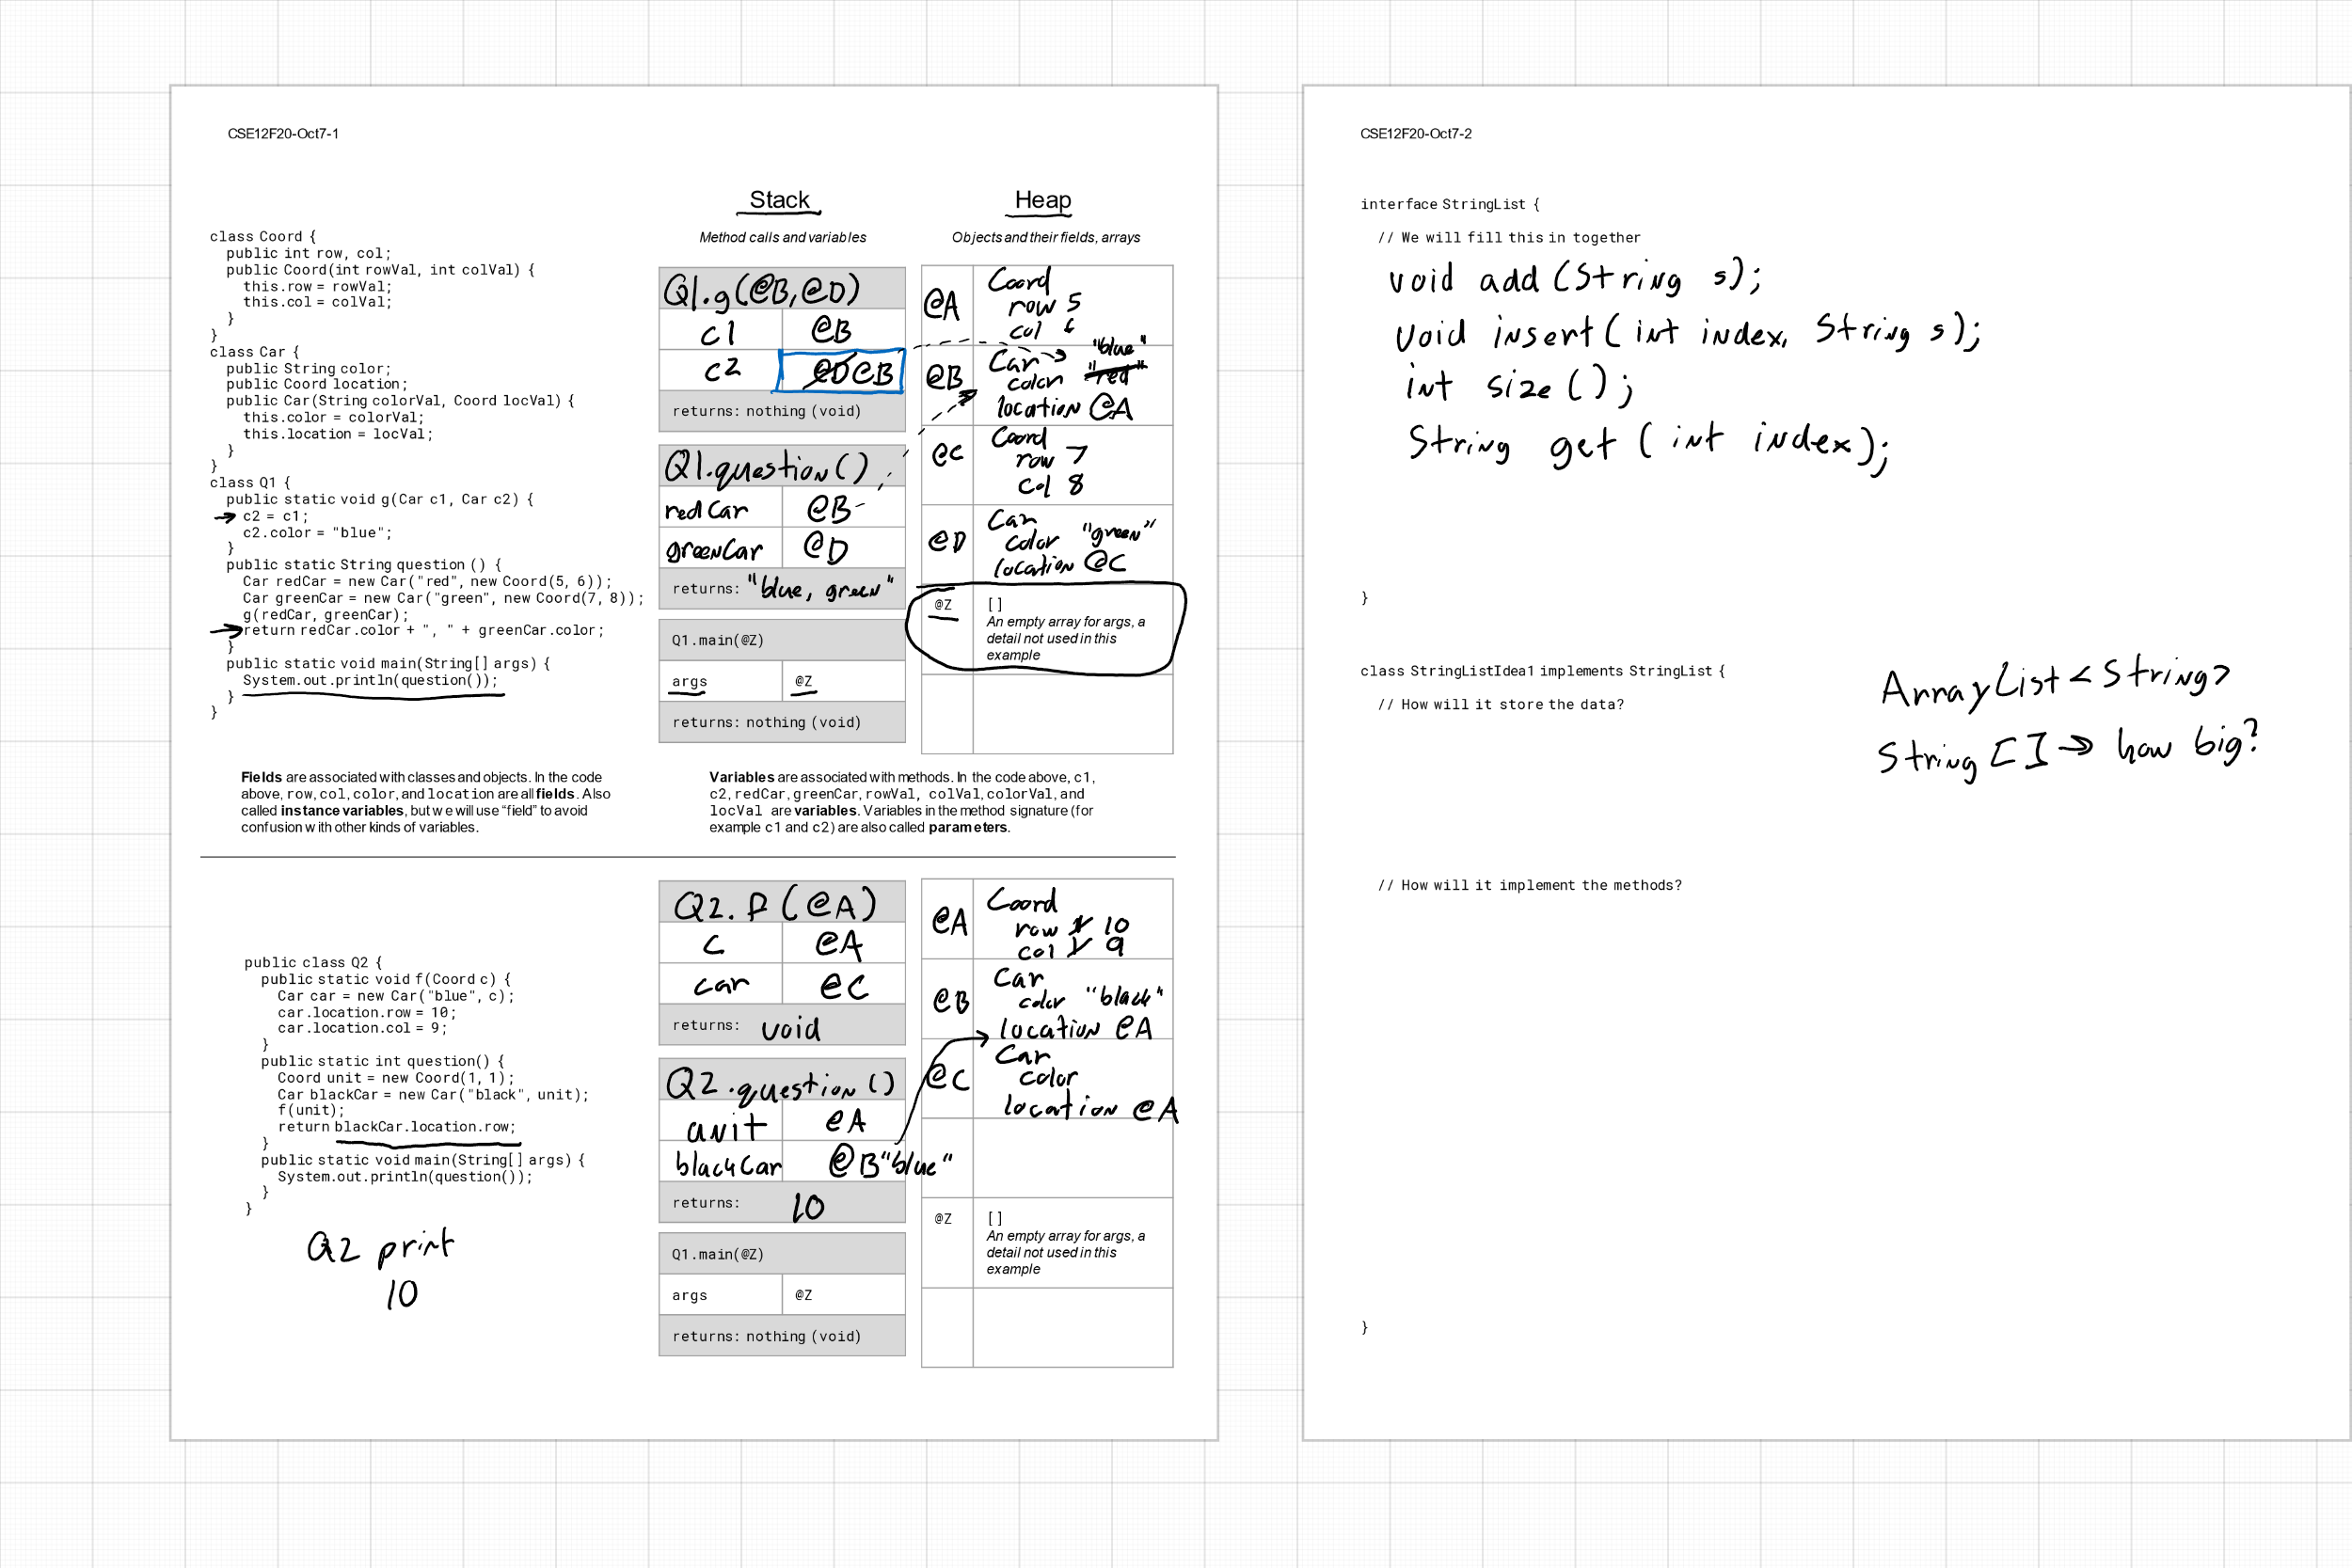 CSE12F20-Oct7-1
Stack
Method calls and variables
Heap
Objects and their fields, arrays
class Coord {
public int row, col;
public Coord(int rowVal, int colVal) {
this.row = rowVal;
this.col = colVal;
}
}
class Car {
public String color;
public Coord location;
public Car(String colorVal, Coord locVal) {
this.color = colorVal;
this.location = locVal;
}
}
class Q1 {
public static void g(Car c1, Car c2) {
c2 = c1;
c2.color = "blue";
}
public static String question () {
Car redCar = new Car("red", new Coord(5, 6));
Car greenCar = new Car("green", new Coord(7, 8));
g(redCar, greenCar);
return redCar.color + ", " + greenCar.color;
}
public static void main(String[] args) {
System.out.println(question());
}
}
Q1.g(@B,@D)
c1 @B
c2 @D @B
returns: nothing (void)
Q1.question()
redCar @B
greenCar @D
returns: "blue, green"
Q1.main(@Z)
args @Z
returns: nothing (void)
@A Coord
row 5
col 6
@B Car "blue"
color "red"
location @A
@C Coord
row 7
col 8
@D Car
color "green"
location @C
@Z []
An empty array for args, a
detail not used in this
example
Fields are associated with classes and objects. In the code
above, row, col, color, and location are all fields. Also
called instance variables, but we will use "field" to avoid
confusion with other kinds of variables.
Variables are associated with methods. In the code above, c1,
c2, redCar, greenCar, rowVal, colVal, colorVal, and
locVal are variables. Variables in the method signature (for
example c1 and c2) are also called parameters.
public class Q2 {
public static void f(Coord c) {
Car car = new Car("blue", c);
car.location.row = 10;
car.location.col = 9;
}
public static int question() {
Coord unit = new Coord(1, 1);
Car blackCar = new Car("black", unit);
f(unit);
return blackCar.location.row;
}
public static void main(String[] args) {
System.out.println(question());
}
}
Q2 print
10
Q2.f(@A)
c @A
car @C
returns: void
Q2.question()
unit @A
blackCar @B "blue"
returns: 10
Q1.main(@Z)
args @Z
returns: nothing (void)
@A Coord
row 1 10
col 1 9
@B Car
color "black"
location @A
@C Car
color
location @A
@Z []
An empty array for args, a
detail not used in this
example
CSE12F20-Oct7-2
interface StringList {
// We will fill this in together
void add(String s);
void insert(int index, String s);
int size();
String get(int index);
}
class StringListIdea1 implements StringList {
// How will it store the data?
ArrayList<String>
String[] → how big?
// How will it implement the methods?
}